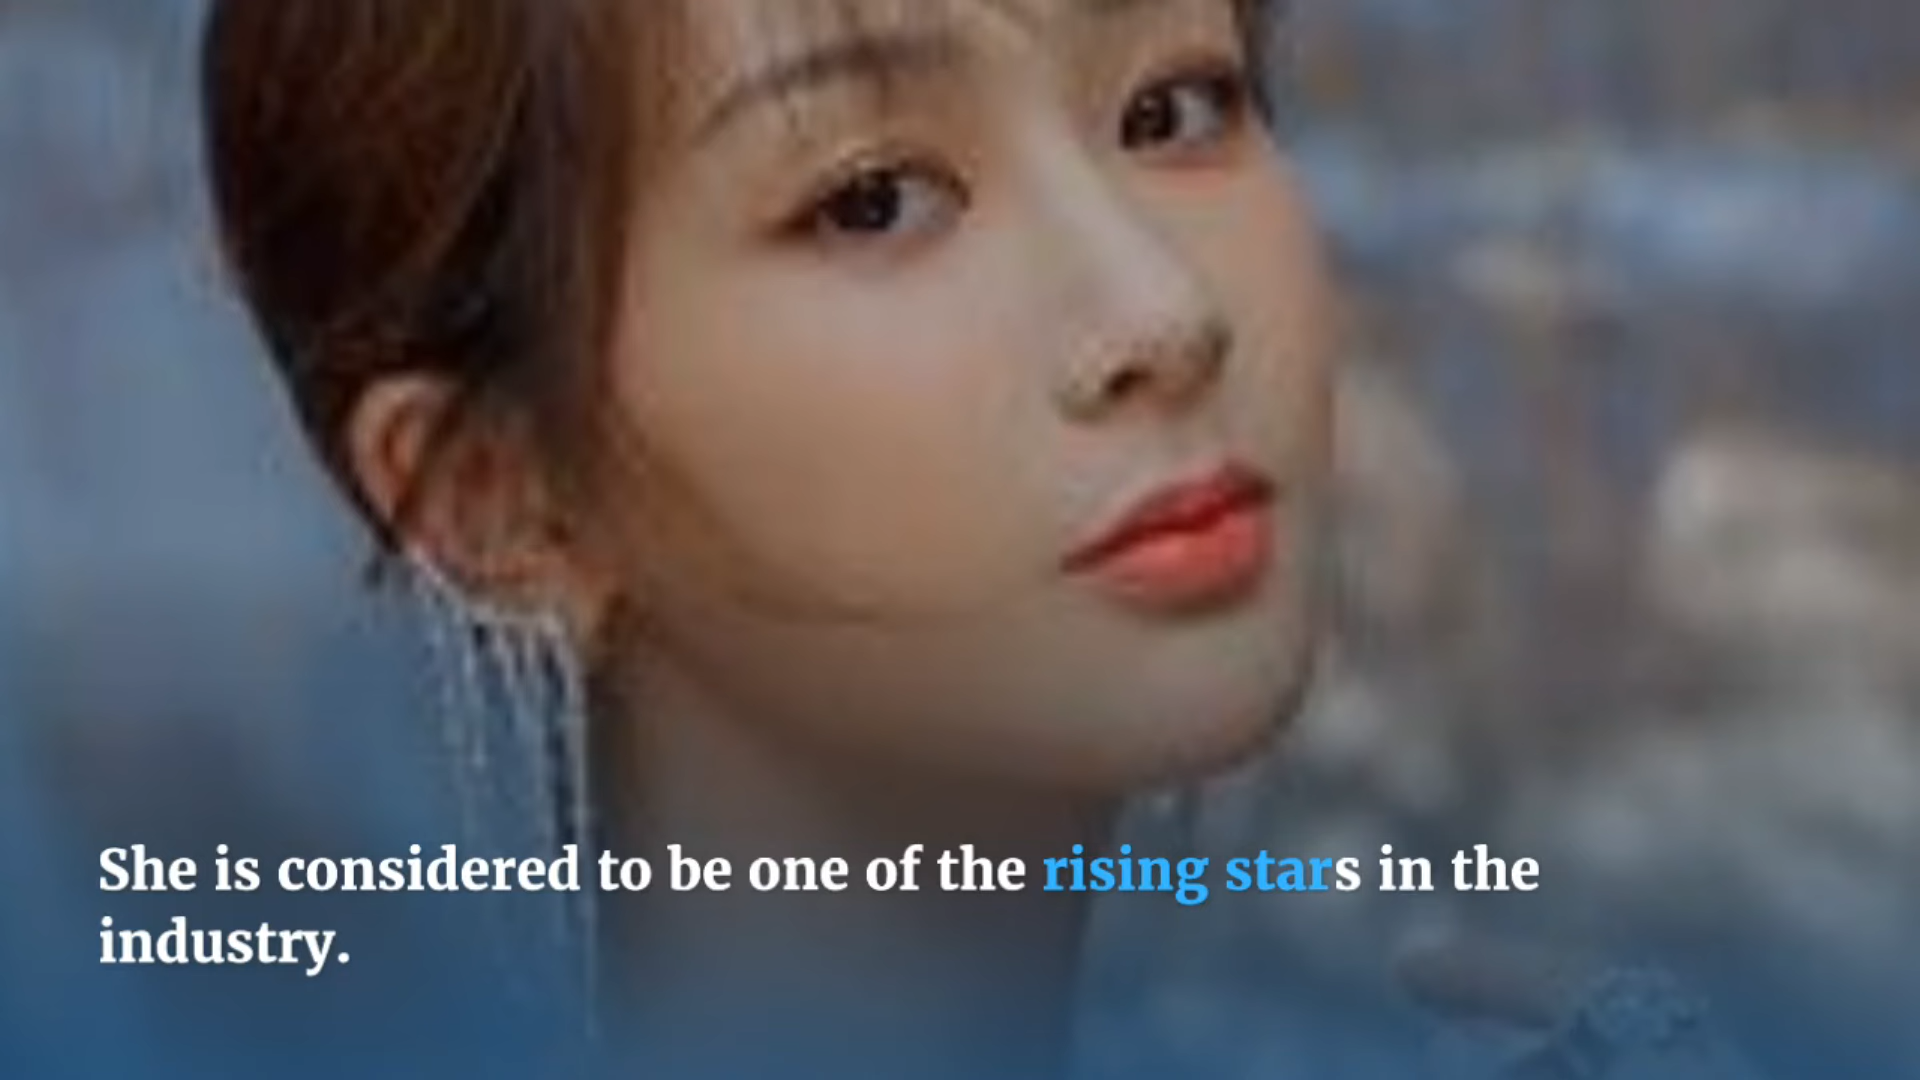 She is considered to be one of the rising stars in the
industry.